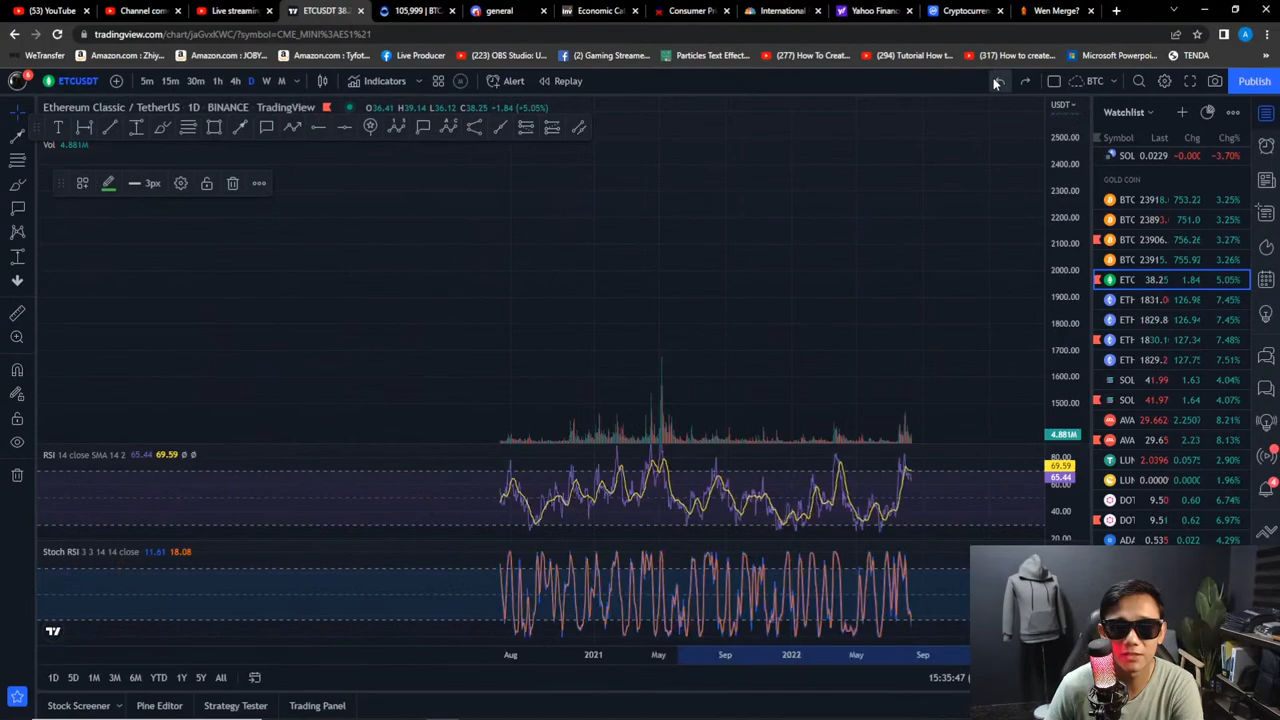 (53) YouTube
Channel com
Live streamin
ETCUSDT 38.
105,999 | BTC
general
Economic Cal
Consumer Pr
International
Yahoo Financ
Cryptocurren
Wen Merge?
tradingview.com/chart/jaGvxKWC/?symbol=CME_MINI%3AES1%21
WeTransfer
Amazon.com : Zhiy...
Amazon.com : Tyfot...
Live Producer
(223) OBS Studio: U...
(2) Gaming Streame...
Particles Text Effect...
(277) How To Creat...
(294) Tutorial How t...
(317) How to create...
Microsoft Powerpoi...
TENDA
ETCUSDT
5m 15m 30m 1h 4h D W M
Indicators
Alert
Replay
BTC
Publish
Ethereum Classic / TetherUS · 1D · BINANCE · TradingView
O36.41 H39.14 L36.12 C38.25 +1.84 (+5.05%)
Vol 4.881M
3px
USDT
2500.00
2400.00
2300.00
2200.00
2100.00
2000.00
1900.00
1800.00
1700.00
1600.00
1500.00
4.881M
RSI 14 close SMA 14 2 65.44 69.59 ø ø
80.00
69.59
65.44
60.00
40.00
20.00
Stoch RSI 3 3 14 14 close 11.61 18.08
Aug 2021 May Sep 2022 May Sep
1D 5D 1M 3M 6M YTD 1Y 5Y All
15:35:47
Stock Screener
Pine Editor
Strategy Tester
Trading Panel
Watchlist
Symbol Last Chg Chg%
SOL 0.0229 -0.000 -3.70%
GOLD COIN
BTC 23918. 753.22 3.25%
BTC 23893. 751.0 3.25%
BTC 23906. 756.26 3.27%
BTC 23915. 755.92 3.26%
ETC 38.25 1.84 5.05%
ETH 1831.0 126.98 7.45%
ETH 1829.8 126.94 7.45%
ETH 1830.1 127.34 7.48%
ETH 1829.2 127.75 7.51%
SOL 41.99 1.63 4.04%
SOL 41.97 1.64 4.07%
AVA 29.662 2.2507 8.21%
AVA 29.65 2.23 8.13%
LUN 2.0396 0.0575 2.90%
LUN 0.0000 0.0000 1.96%
DOT 9.50 0.60 6.74%
DOT 9.51 0.62 6.97%
ADA 0.535 0.022 4.29%